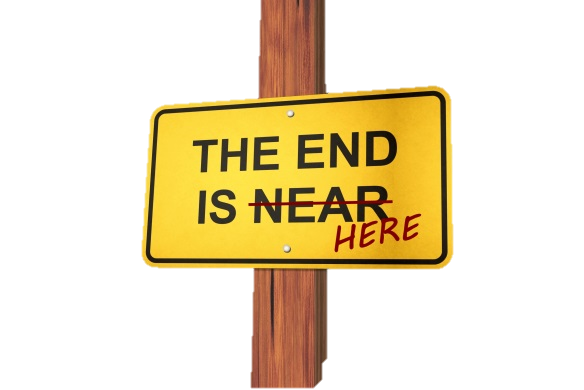 THE END
IS NEAR
HERE